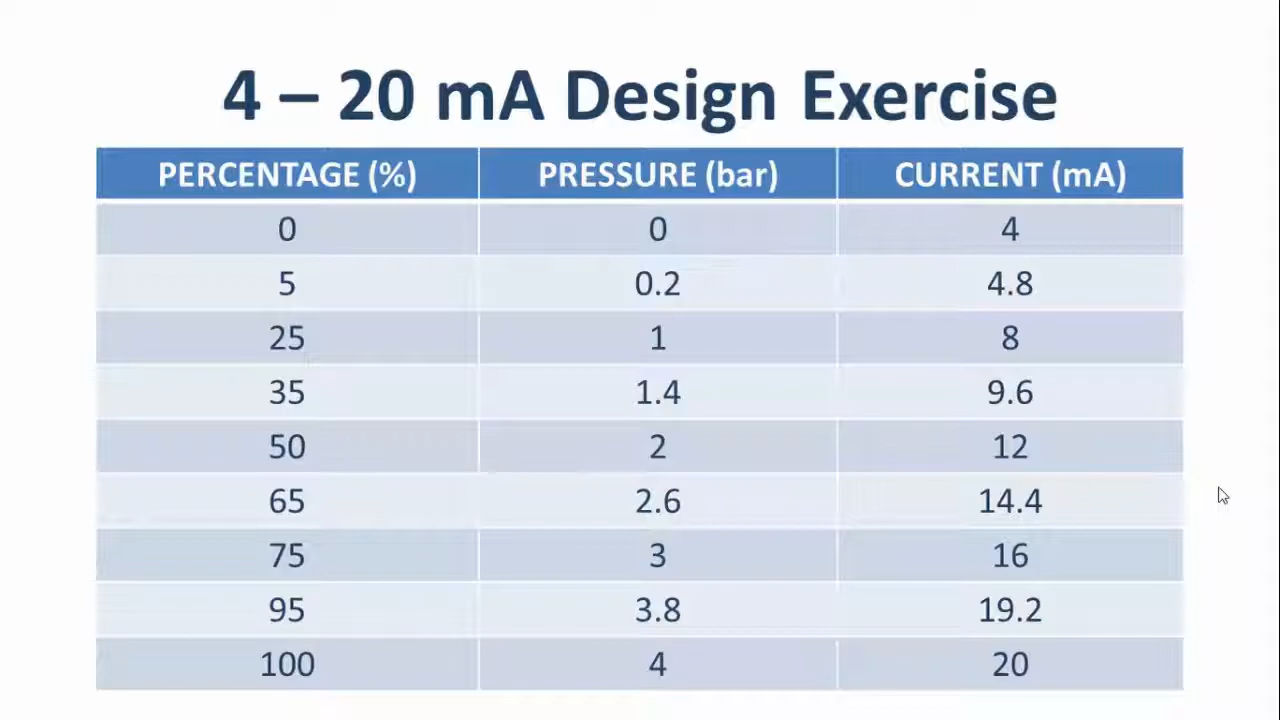 4 – 20 mA Design Exercise
PERCENTAGE (%) PRESSURE (bar) CURRENT (mA)
0 0 4
5 0.2 4.8
25 1 8
35 1.4 9.6
50 2 12
65 2.6 14.4
75 3 16
95 3.8 19.2
100 4 20